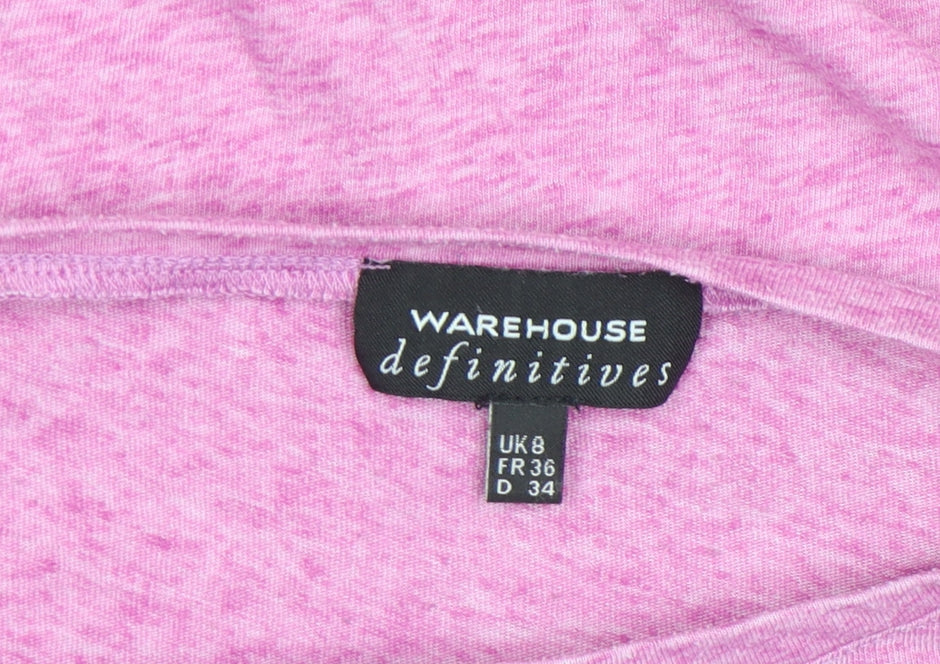 WAREHOUSE
definitives
UK 8
FR 36
D 34